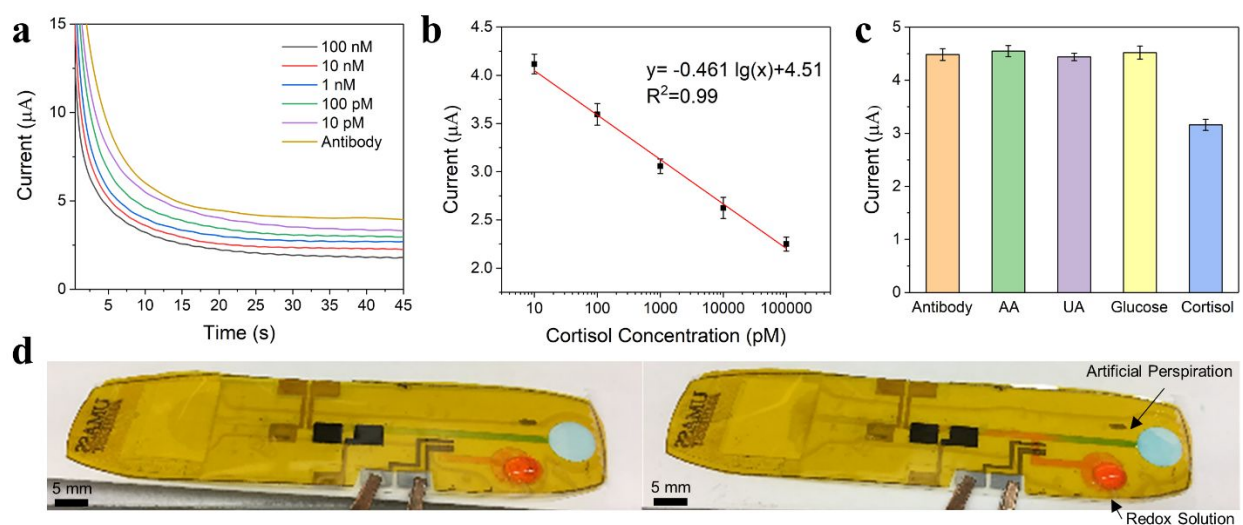 a
15
10
5
0
Current (μA)
5 10 15 20 25 30 35 40 45
Time (s)
100 nM
10 nM
1 nM
100 pM
10 pM
Antibody
b
4.5
4.0
3.5
3.0
2.5
2.0
Current (μA)
10 100 1000 10000 100000
Cortisol Concentration (pM)
y= -0.461 lg(x)+4.51
R²=0.99
c
5
4
3
2
1
0
Current (μA)
Antibody AA UA Glucose Cortisol
d
UMASS
5 mm
UMASS
5 mm
Artificial Perspiration
Redox Solution